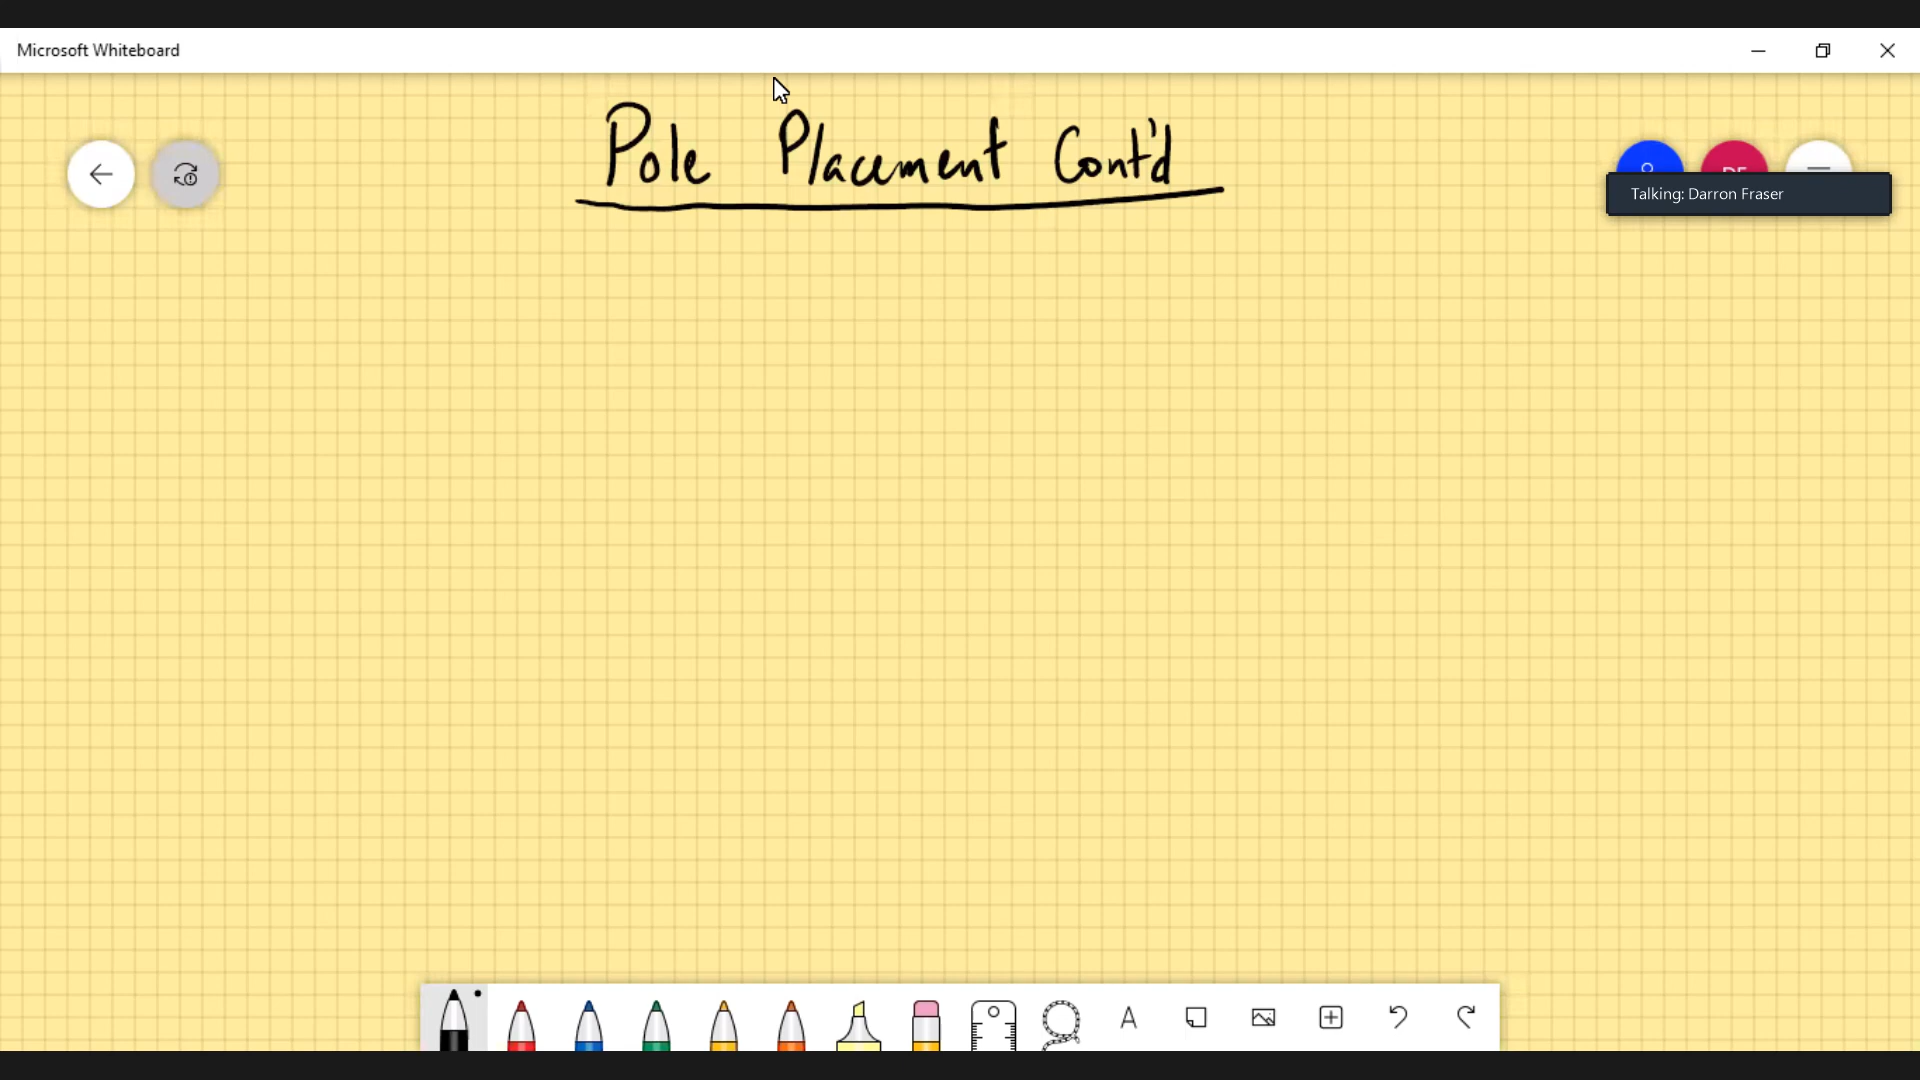 Microsoft Whiteboard
Pole Placement Cont'd
Talking: Darron Fraser